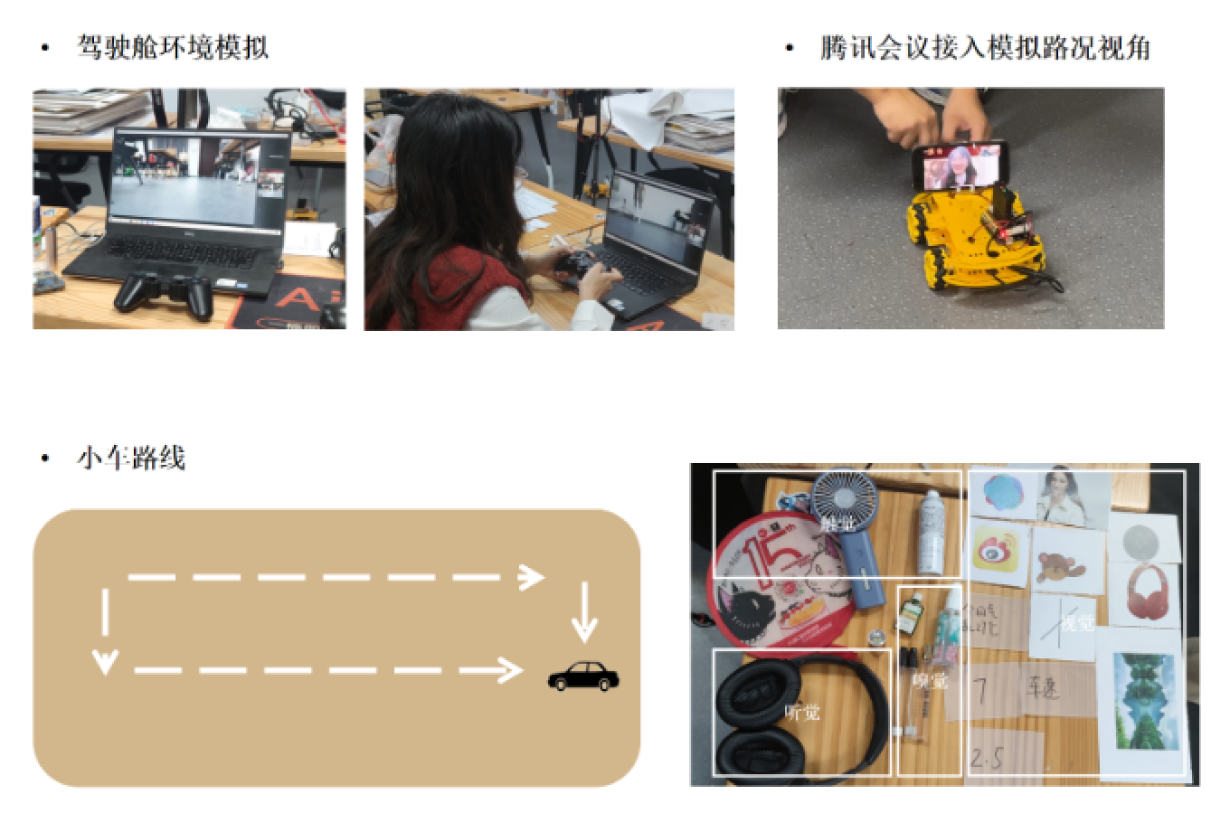 • 驾驶舱环境模拟
• 腾讯会议接入模拟路况视角
• 小车路线
触觉
15th
视觉
嗅觉
7 车速
听觉
2.5